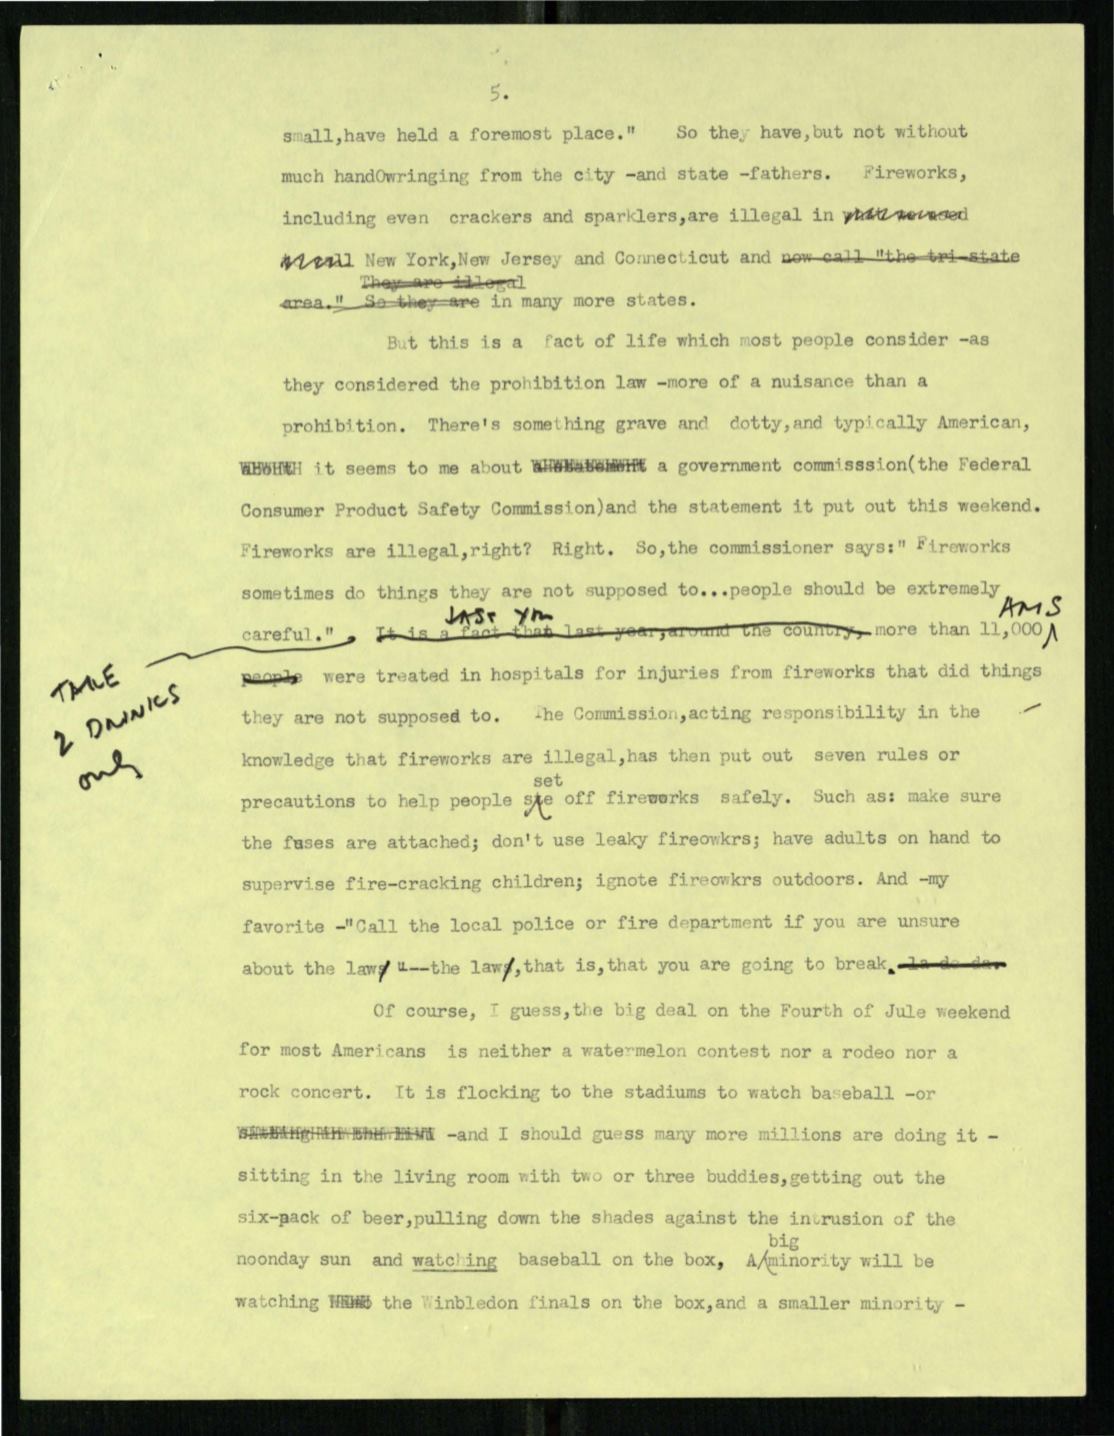 5.
small,have held a foremost place."   So they have,but not without
much handOwringing from the city -and state -fathers.   Fireworks,
including even  crackers and sparklers,are illegal in
New York,New Jersey and Connecticut and now call "the tri-state
They are illegal
area."  So they are in many more states.
But this is a  fact of life which most people consider -as
they considered the prohibition law -more of a nuisance than a
prohibition.  There's something grave and  dotty,and typically American,
it seems to me about a government commisssion(the Federal
Consumer Product Safety Commission)and the statement it put out this weekend.
Fireworks are illegal,right?  Right.  So,the commissioner says:" Fireworks
sometimes do things they are not supposed to...people should be extremely
LAST YR AMS
careful." , It is a fact that last year,around the country, more than 11,000
TAKE
people  were treated in hospitals for injuries from fireworks that did things
2 DRINKS
they are not supposed to.   The Commission,acting responsibility in the
only
knowledge that fireworks are illegal,has then put out  seven rules or
set
precautions to help people ste off fireworks  safely.  Such as: make sure
the fuses are attached; don't use leaky fireowkrs; have adults on hand to
supervise fire-cracking children; ignote fireowkrs outdoors. And -my
favorite -"Call the local police or fire department if you are unsure
about the laws "--the laws,that is,that you are going to break. la de da.
Of course, I guess,the big deal on the Fourth of Jule weekend
for most Americans  is neither a watermelon contest nor a rodeo nor a
rock concert.  It is flocking to the stadiums to watch baseball -or
-and I should guess many more millions are doing it -
sitting in the living room with two or three buddies,getting out the
six-pack of beer,pulling down the shades against the intrusion of the
big
noonday sun  and watching  baseball on the box, A/minority will be
watching the Winbledon finals on the box,and a smaller minority -